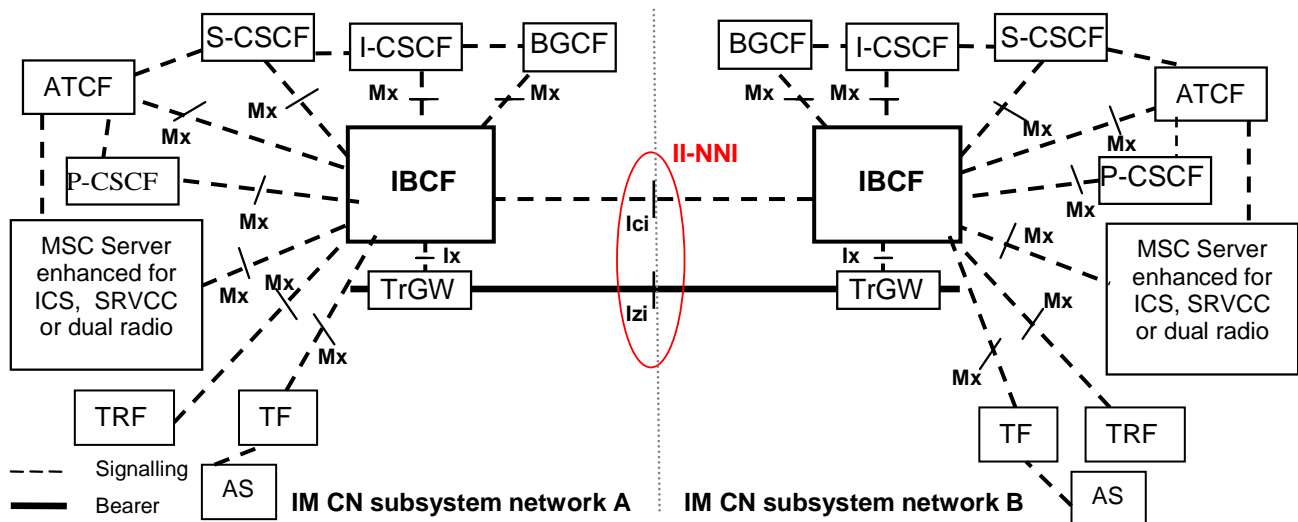 S-CSCF
I-CSCF
BGCF
BGCF
I-CSCF
S-CSCF
ATCF
ATCF
Mx
Mx
Mx
Mx
Mx
Mx
Mx
Mx
P-CSCF
IBCF
II-NNI
IBCF
P-CSCF
Mx
Mx
Ici
MSC Server
enhanced for
ICS, SRVCC
or dual radio
Mx
Mx
Ix
Ix
Mx
MSC Server
enhanced for
ICS, SRVCC
or dual radio
TrGW
TrGW
Izi
Mx
Mx
Mx
TRF
TF
TF
TRF
Signalling
Bearer
AS
AS
IM CN subsystem network A
IM CN subsystem network B